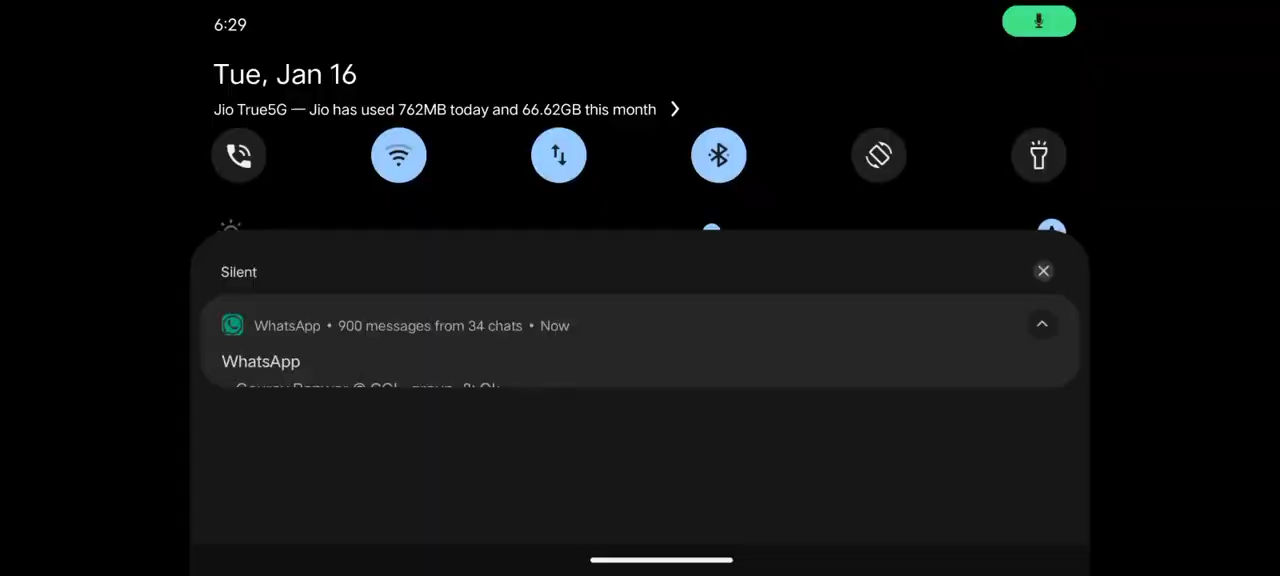 6:29
Tue, Jan 16
Jio True5G — Jio has used 762MB today and 66.62GB this month
Silent
WhatsApp • 900 messages from 34 chats • Now
WhatsApp